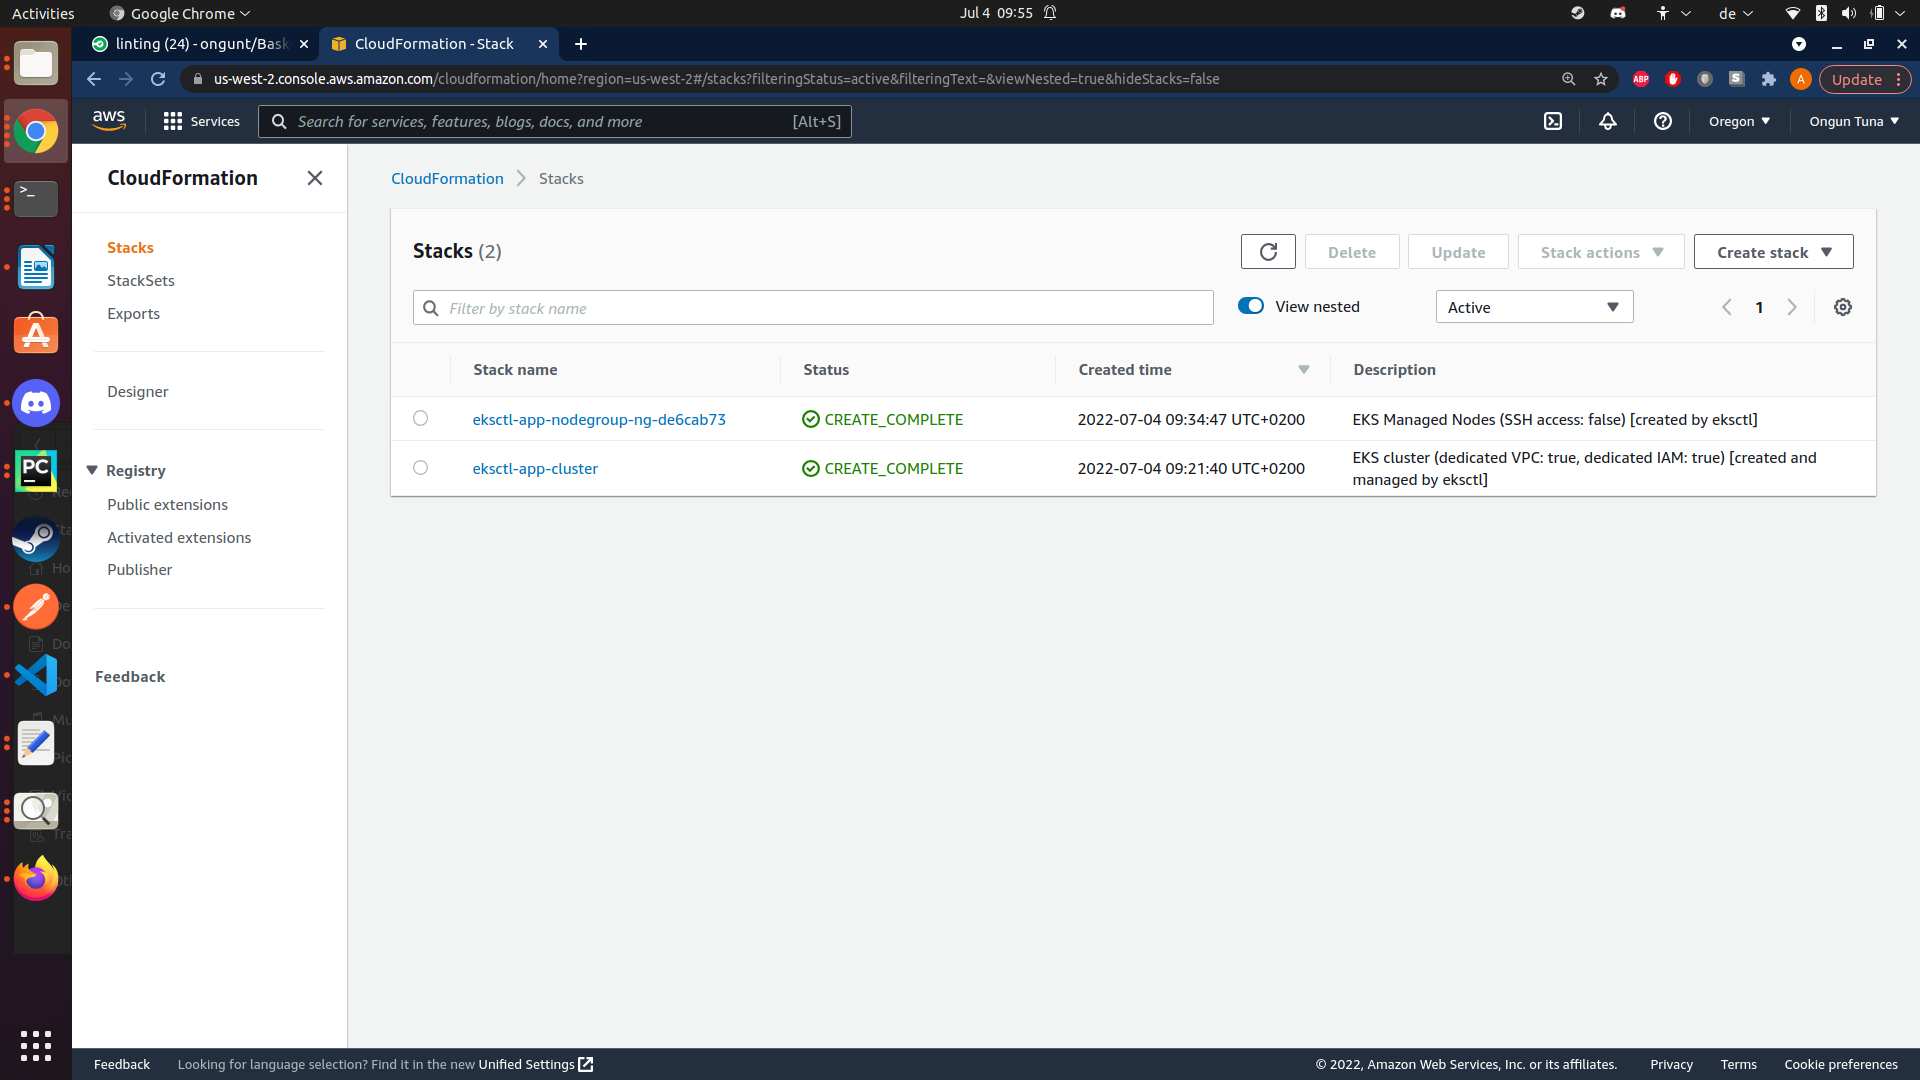 Activities
Google Chrome
Jul 4 09:55
de
linting (24) - ongunt/Bask
CloudFormation - Stack
us-west-2.console.aws.amazon.com/cloudformation/home?region=us-west-2#/stacks?filteringStatus=active&filteringText=&viewNested=true&hideStacks=false
ABP
S
A
Update
aws
Services
Search for services, features, blogs, docs, and more
[Alt+S]
Oregon
Ongun Tuna
CloudFormation
Stacks
StackSets
Exports
Designer
Registry
Public extensions
Activated extensions
Publisher
Feedback
CloudFormation
Stacks
Stacks (2)
Delete
Update
Stack actions
Create stack
Filter by stack name
View nested
Active
1
Stack name
Status
Created time
Description
eksctl-app-nodegroup-ng-de6cab73
CREATE_COMPLETE
2022-07-04 09:34:47 UTC+0200
EKS Managed Nodes (SSH access: false) [created by eksctl]
eksctl-app-cluster
CREATE_COMPLETE
2022-07-04 09:21:40 UTC+0200
EKS cluster (dedicated VPC: true, dedicated IAM: true) [created and
managed by eksctl]
PC
Feedback
Looking for language selection? Find it in the new Unified Settings
© 2022, Amazon Web Services, Inc. or its affiliates.
Privacy
Terms
Cookie preferences